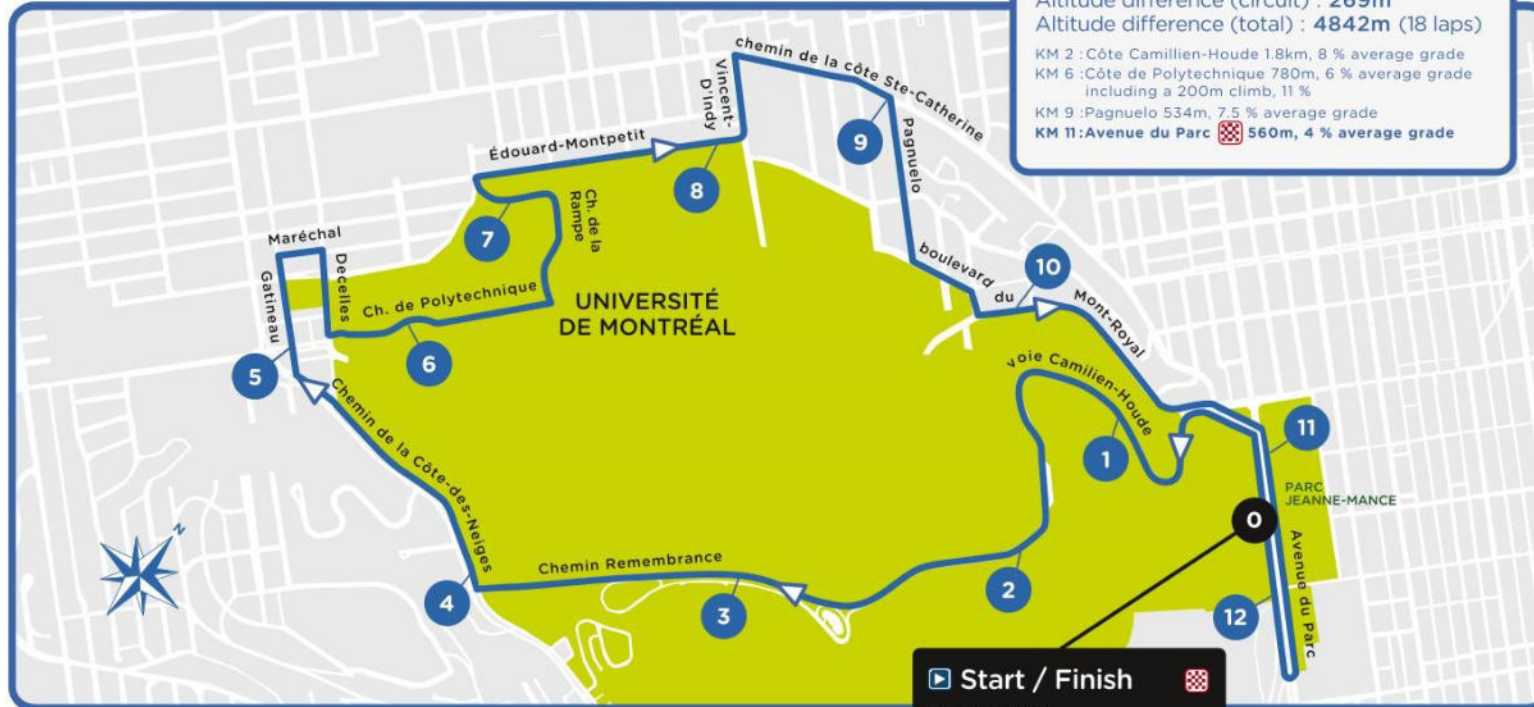 Altitude difference (circuit) : 269m
Altitude difference (total) : 4842m (18 laps)
KM 2 : Côte Camillien-Houde 1.8km, 8 % average grade
KM 6 :Côte de Polytechnique 780m, 6 % average grade
including a 200m climb, 11 %
KM 9 :Pagnuelo 534m, 7.5 % average grade
KM 11 :Avenue du Parc 560m, 4 % average grade
chemin de la côte Ste-Catherine
Vincent-
D'Indy
Édouard-Montpetit
9
Pagnuelo
8
Ch. de la
Rampe
7
Maréchal
Gatineau
Decelles
Ch. de Polytechnique
UNIVERSITÉ
DE MONTRÉAL
boulevard du Mont-Royal
10
6
5
voie Camilien-Houde
1
11
PARC
JEANNE-MANCE
0
Avenue du Parc
Chemin de la Côte-des-Neiges
N
Chemin Remembrance
4
3
2
12
Start / Finish